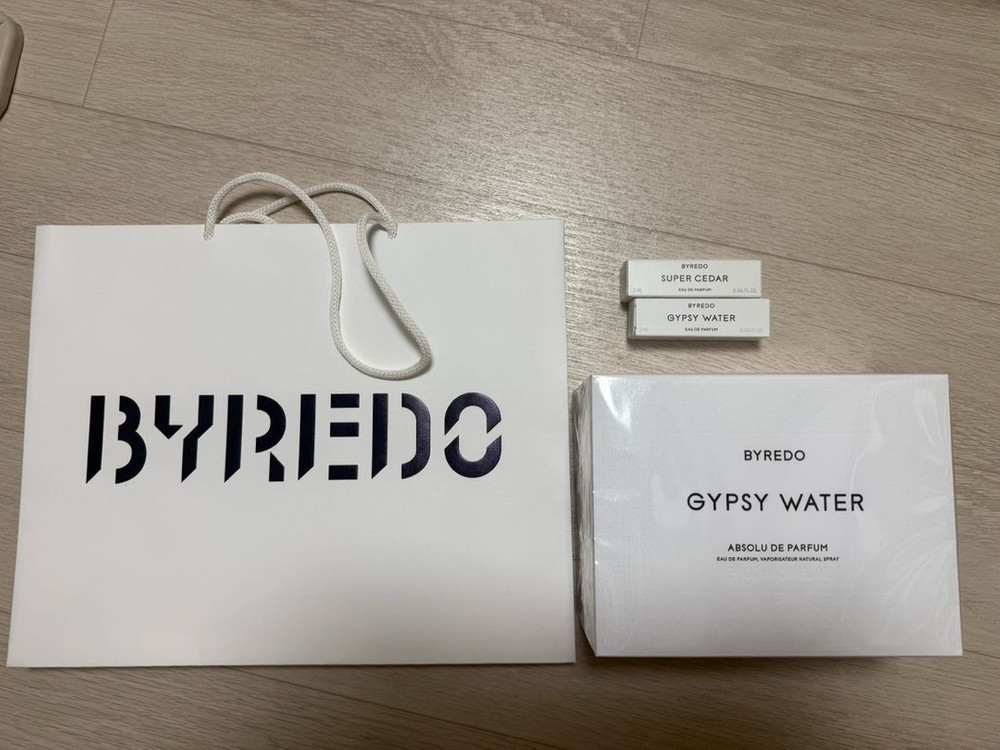 BYREDO
BYREDO
SUPER CEDAR
EAU DE PARFUM
BYREDO
GYPSY WATER
EAU DE PARFUM
BYREDO
GYPSY WATER
ABSOLU DE PARFUM
EAU DE PARFUM, VAPORISATEUR NATURAL SPRAY